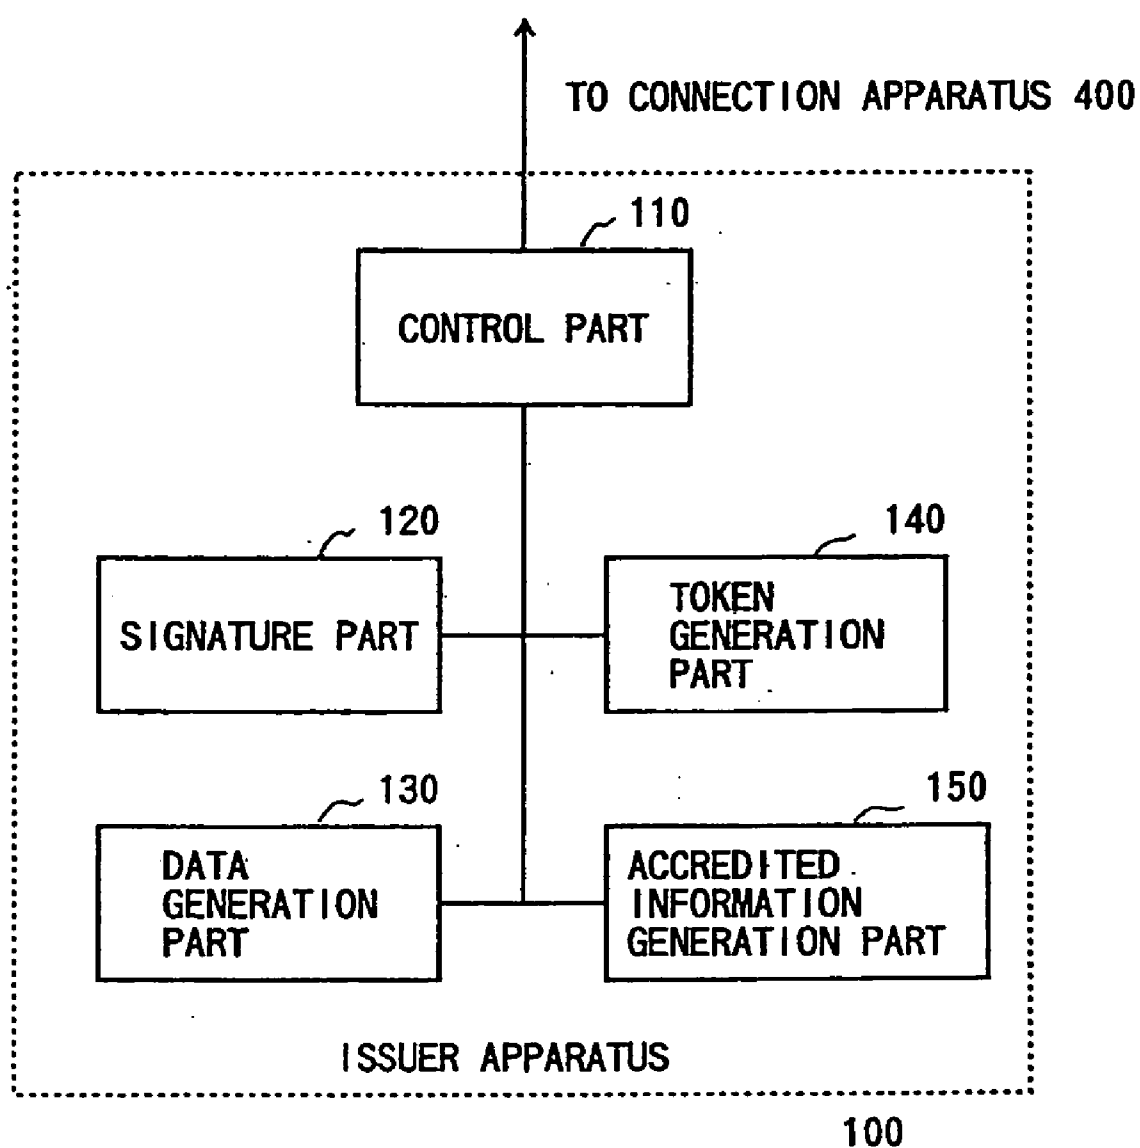 TO CONNECTION APPARATUS 400
110
CONTROL PART
120
140
SIGNATURE PART
TOKEN
GENERATION
PART
130
150
DATA
GENERATION
PART
ACCREDITED
INFORMATION
GENERATION PART
ISSUER APPARATUS
100